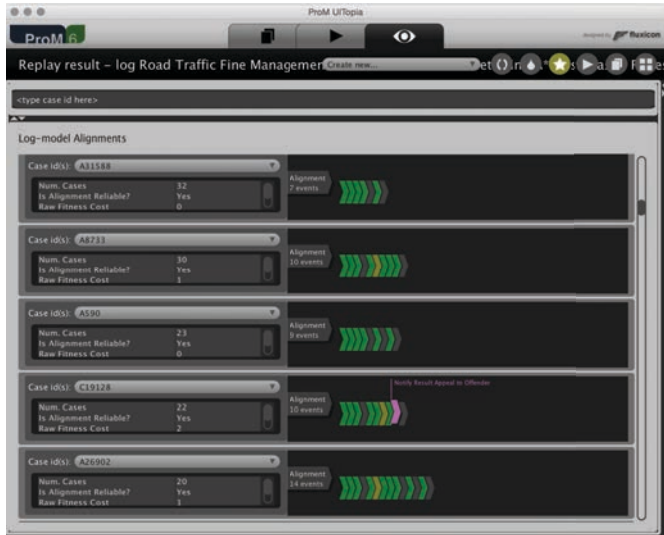 ProM UITopia
ProM 6
designed by fluxicon
Replay result - log Road Traffic Fine Managemen
Create new...
<type case id here>
Log-model Alignments
Case id(s): A31588
Num. Cases 32
Is Alignment Reliable? Yes
Raw Fitness Cost 0
Alignment
7 events
Case id(s): A8733
Num. Cases 30
Is Alignment Reliable? Yes
Raw Fitness Cost 1
Alignment
10 events
Case id(s): A590
Num. Cases 23
Is Alignment Reliable? Yes
Raw Fitness Cost 0
Alignment
9 events
Case id(s): C19128
Num. Cases 22
Is Alignment Reliable? Yes
Raw Fitness Cost 2
Alignment
10 events
Notify Result Appeal to Offender
Case id(s): A26902
Num. Cases 20
Is Alignment Reliable? Yes
Raw Fitness Cost 1
Alignment
14 events